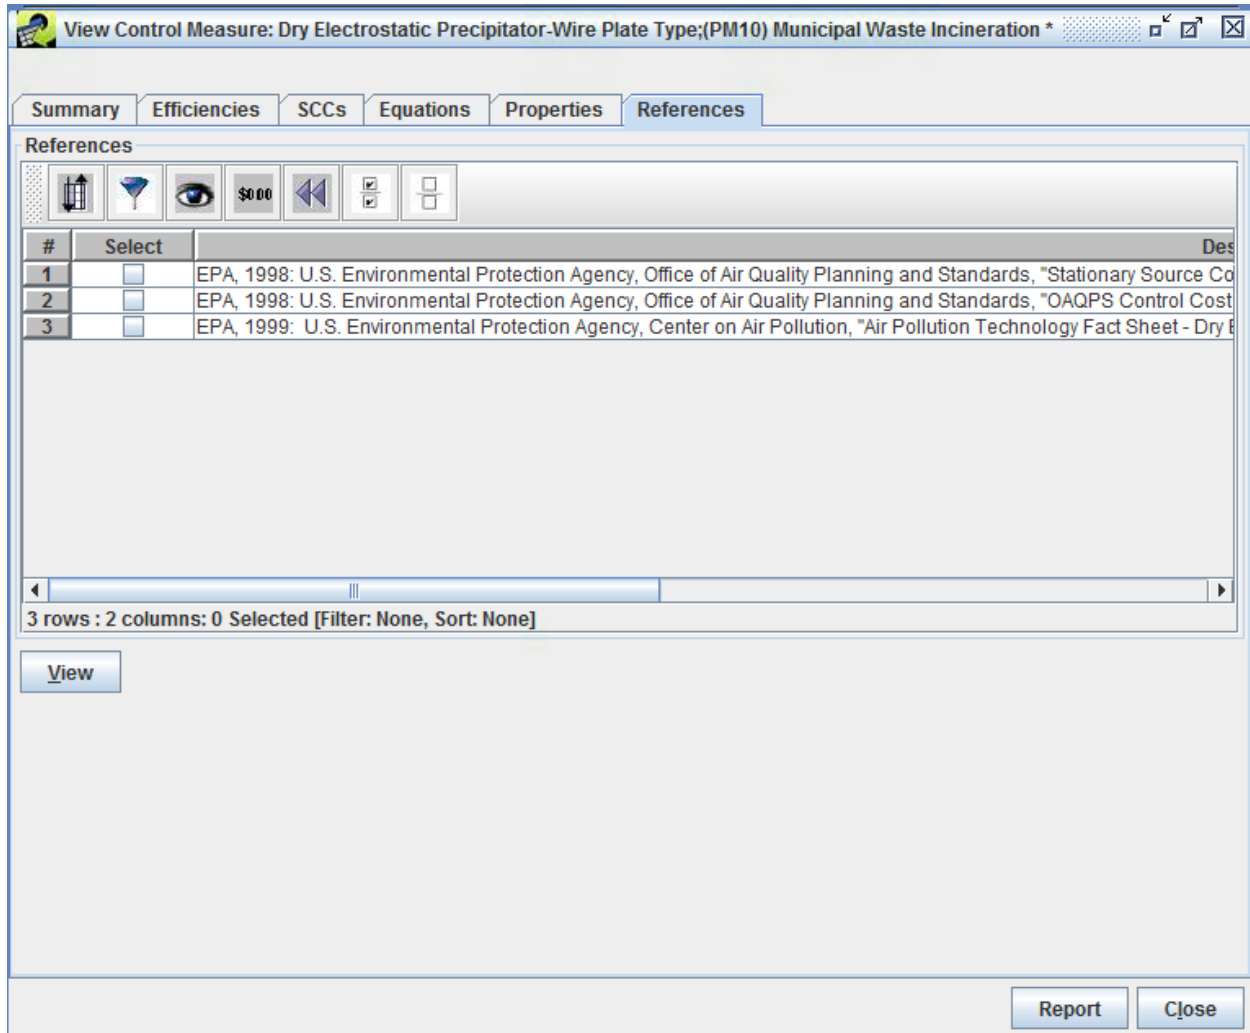 View Control Measure: Dry Electrostatic Precipitator-Wire Plate Type;(PM10) Municipal Waste Incineration *
Summary Efficiencies SCCs Equations Properties References
References
$0.00
# Select Des
1 EPA, 1998: U.S. Environmental Protection Agency, Office of Air Quality Planning and Standards, "Stationary Source Co
2 EPA, 1998: U.S. Environmental Protection Agency, Office of Air Quality Planning and Standards, "OAQPS Control Cost
3 EPA, 1999: U.S. Environmental Protection Agency, Center on Air Pollution, "Air Pollution Technology Fact Sheet - Dry E
3 rows : 2 columns: 0 Selected [Filter: None, Sort: None]
View
Report Close